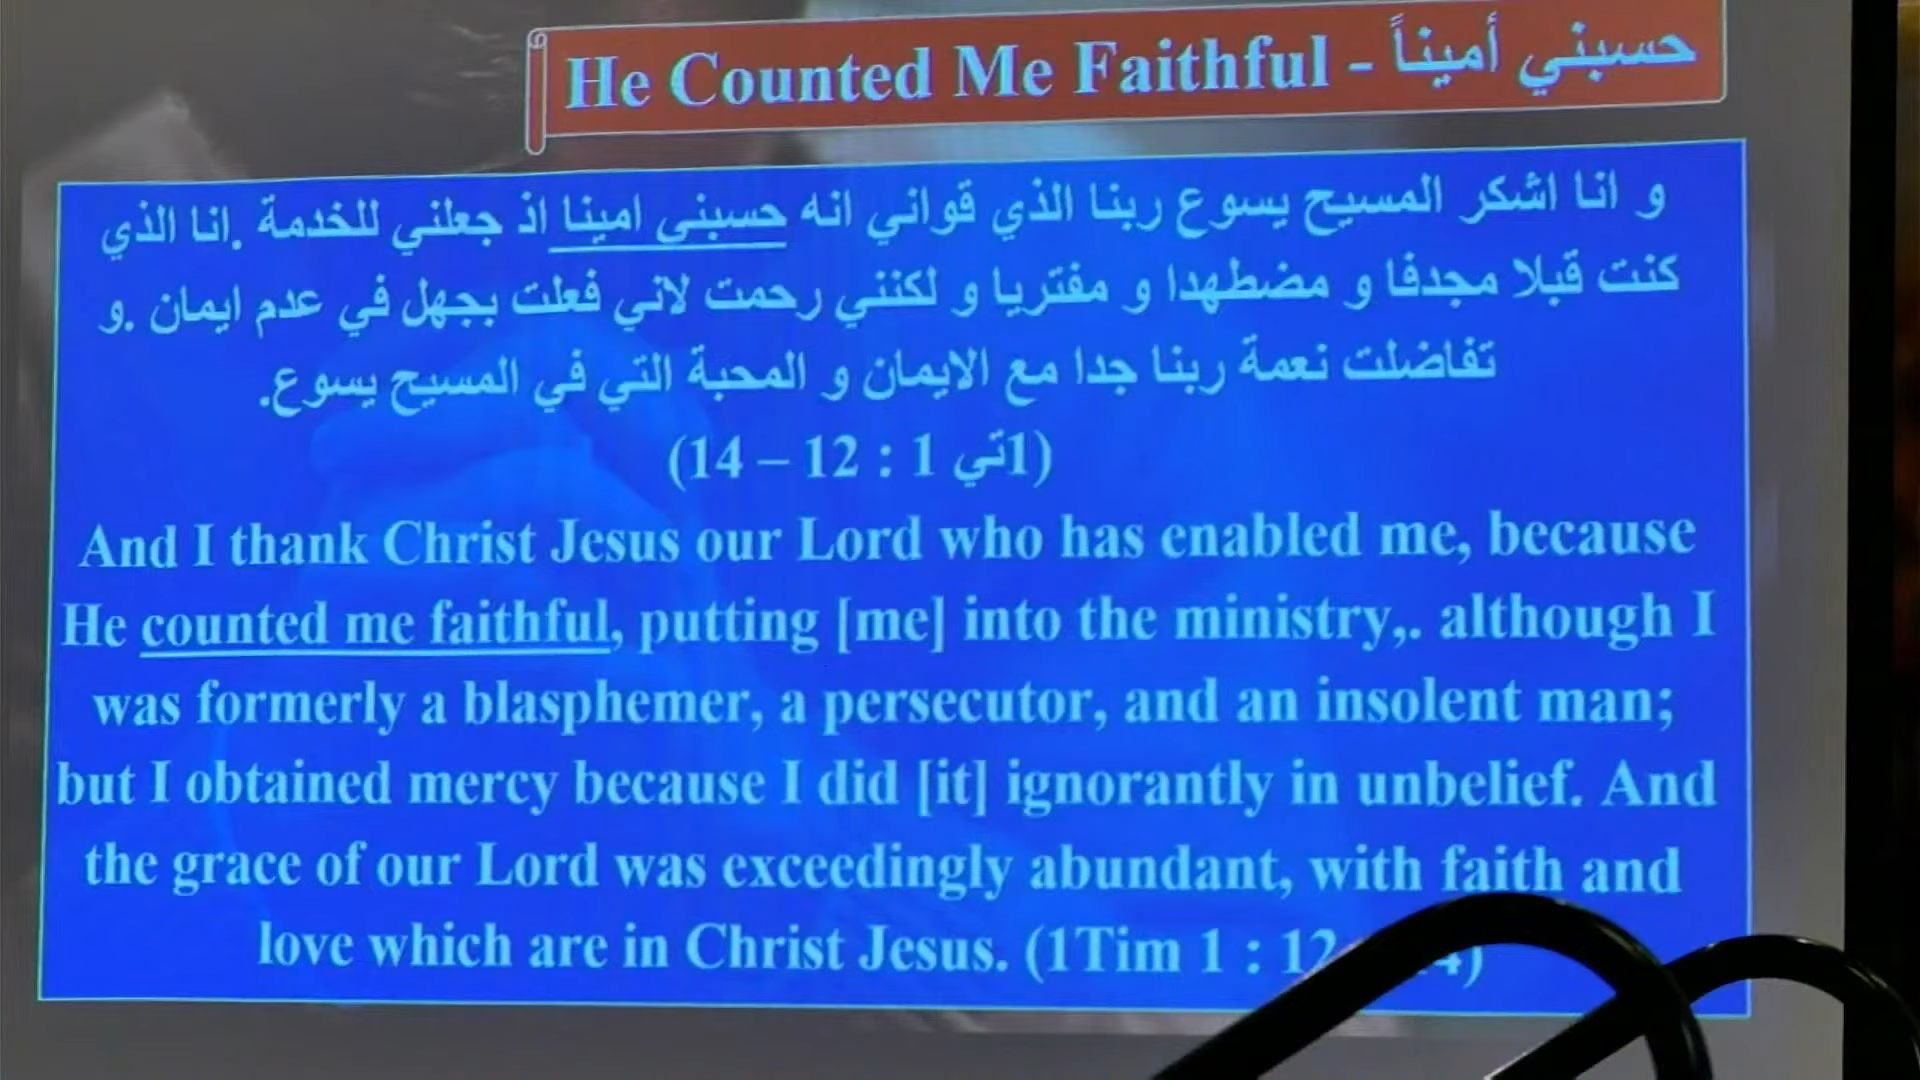 He Counted Me Faithful - حسبني أميناً
و انا اشكر المسيح يسوع ربنا الذي قواني انه حسبني امينا اذ جعلني للخدمة .انا الذي
كنت قبلا مجدفا و مضطهدا و مفتريا و لكنني رحمت لاني فعلت بجهل في عدم ايمان .و
تفاضلت نعمة ربنا جدا مع الايمان و المحبة التي في المسيح يسوع.
(1تي 1 : 12 – 14)
And I thank Christ Jesus our Lord who has enabled me, because
He counted me faithful, putting [me] into the ministry,. although I
was formerly a blasphemer, a persecutor, and an insolent man;
but I obtained mercy because I did [it] ignorantly in unbelief. And
the grace of our Lord was exceedingly abundant, with faith and
love which are in Christ Jesus. (1Tim 1 : 12